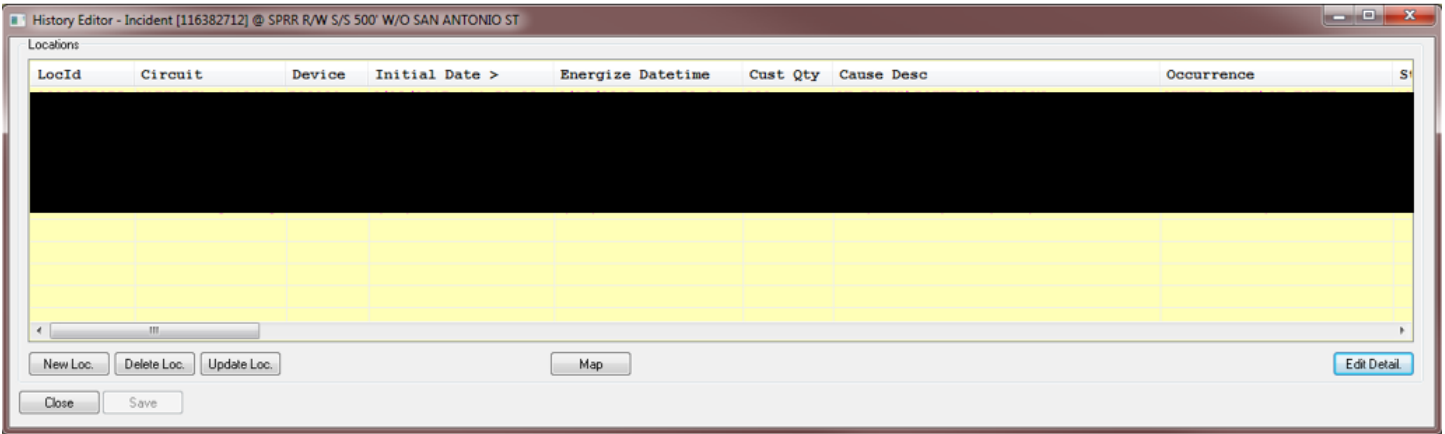 History Editor - Incident [116382712] @ SPRR R/W S/S 500' W/O SAN ANTONIO ST
Locations
LocId Circuit Device Initial Date > Energize Datetime Cust Qty Cause Desc Occurrence
New Loc. Delete Loc. Update Loc. Map Edit Detail.
Close Save